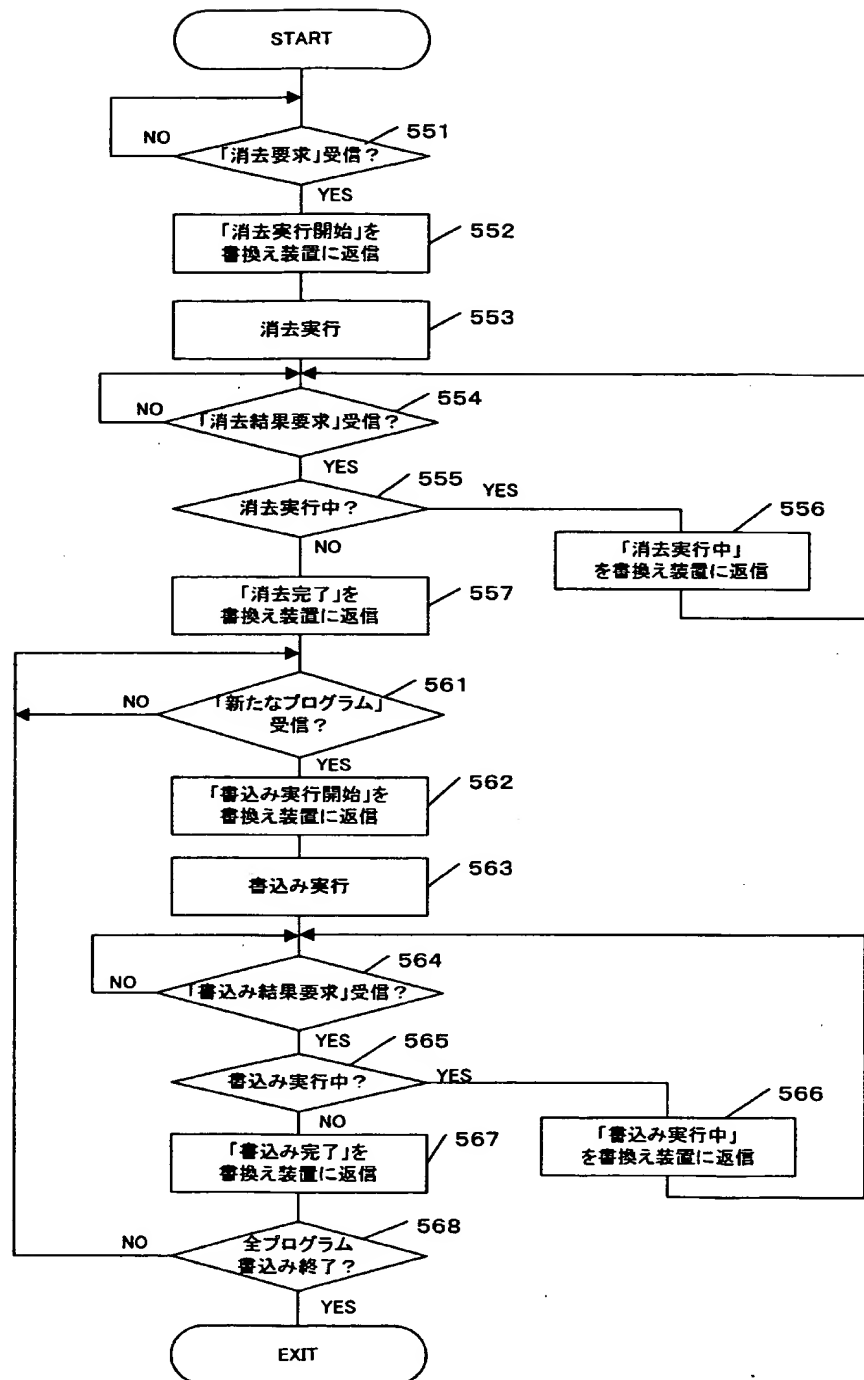 START
NO
551
「消去要求」受信？
YES
「消去実行開始」を
書換え装置に返信
552
消去実行
553
NO
554
「消去結果要求」受信？
YES
555
消去実行中？
YES
556
「消去実行中」
を書換え装置に返信
NO
「消去完了」を
書換え装置に返信
557
NO
561
「新たなプログラム」
受信？
YES
「書込み実行開始」を
書換え装置に返信
562
書込み実行
563
NO
564
「書込み結果要求」受信？
YES
565
書込み実行中？
YES
566
「書込み実行中」
を書換え装置に返信
NO
「書込み完了」を
書換え装置に返信
567
NO
568
全プログラム
書込み終了？
YES
EXIT